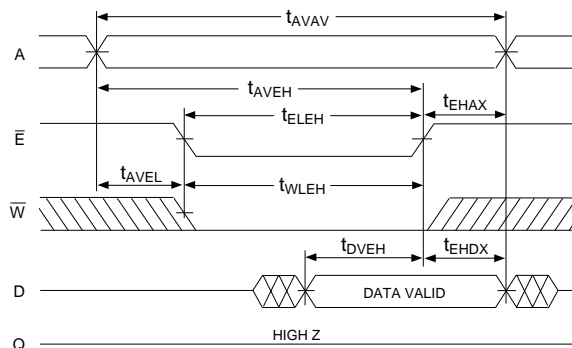 tAVAV
A
tAVEH
tELEH
tEHAX
E
tAVEL
tWLEH
W
tDVEH
tEHDX
D
DATA VALID
HIGH Z
Q